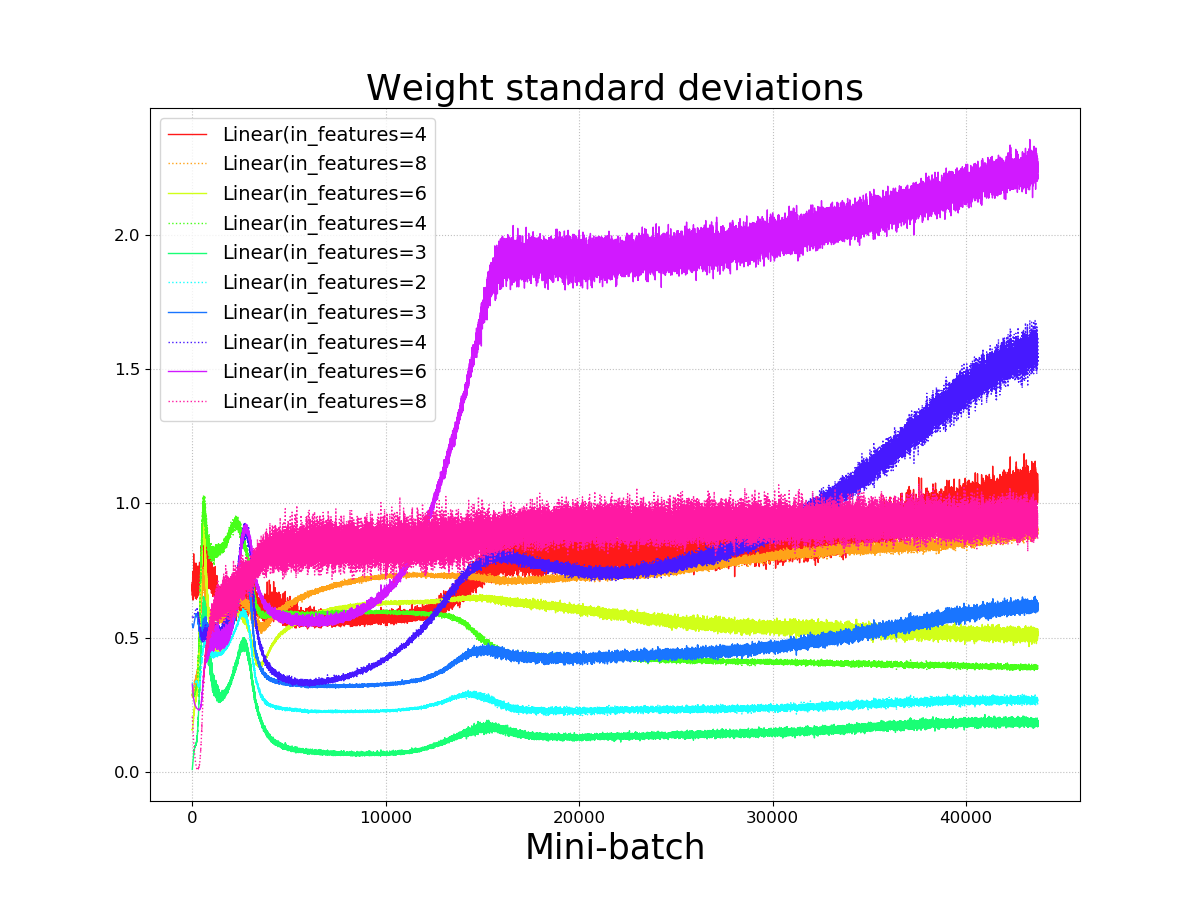 Weight standard deviations
Linear(in_features=4
Linear(in_features=8
Linear(in_features=6
Linear(in_features=4
Linear(in_features=3
Linear(in_features=2
Linear(in_features=3
Linear(in_features=4
Linear(in_features=6
Linear(in_features=8
2.0
1.5
1.0
0.5
0.0
0 10000 20000 30000 40000
Mini-batch